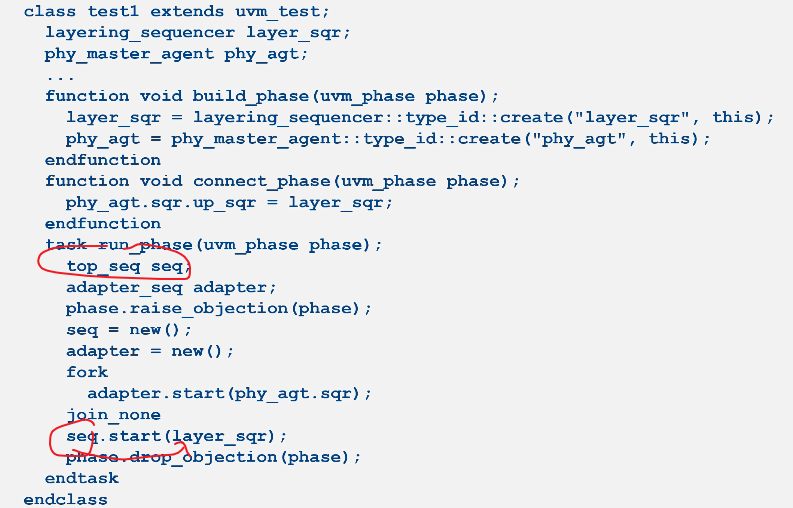 class test1 extends uvm_test;
layering_sequencer layer_sqr;
phy_master_agent phy_agt;
...
function void build_phase(uvm_phase phase);
layer_sqr = layering_sequencer::type_id::create("layer_sqr", this);
phy_agt = phy_master_agent::type_id::create("phy_agt", this);
endfunction
function void connect_phase(uvm_phase phase);
phy_agt.sqr.up_sqr = layer_sqr;
endfunction
task run_phase(uvm_phase phase);
top_seq seq;
adapter_seq adapter;
phase.raise_objection(phase);
seq = new();
adapter = new();
fork
adapter.start(phy_agt.sqr);
join_none
seq.start(layer_sqr);
phase.drop_objection(phase);
endtask
endclass